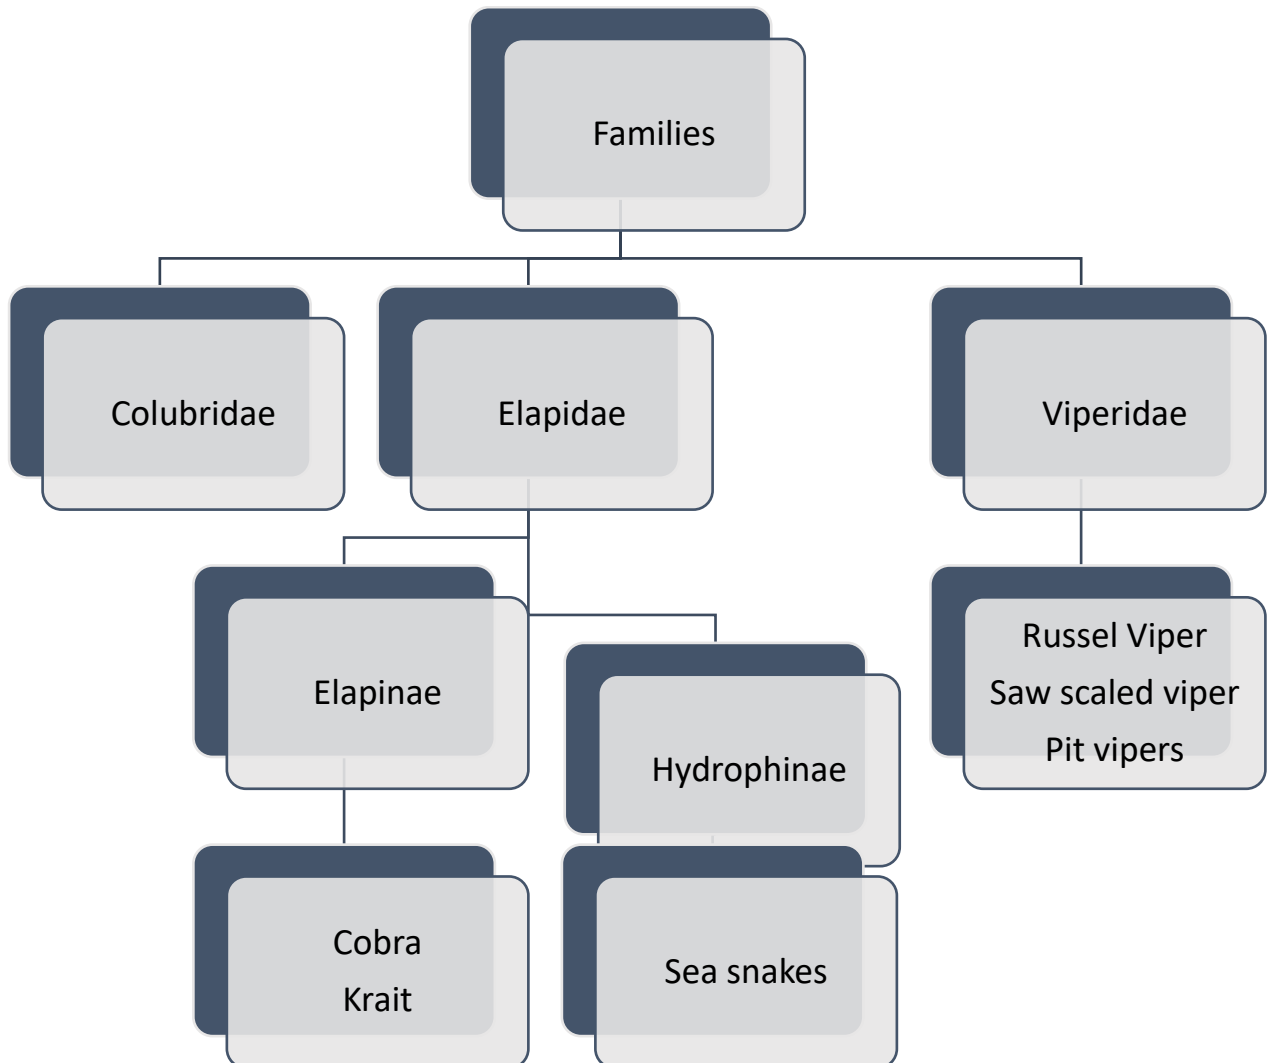 Families
Colubridae
Elapidae
Viperidae
Elapinae
Hydrophinae
Russel Viper
Saw scaled viper
Pit vipers
Cobra
Krait
Sea snakes